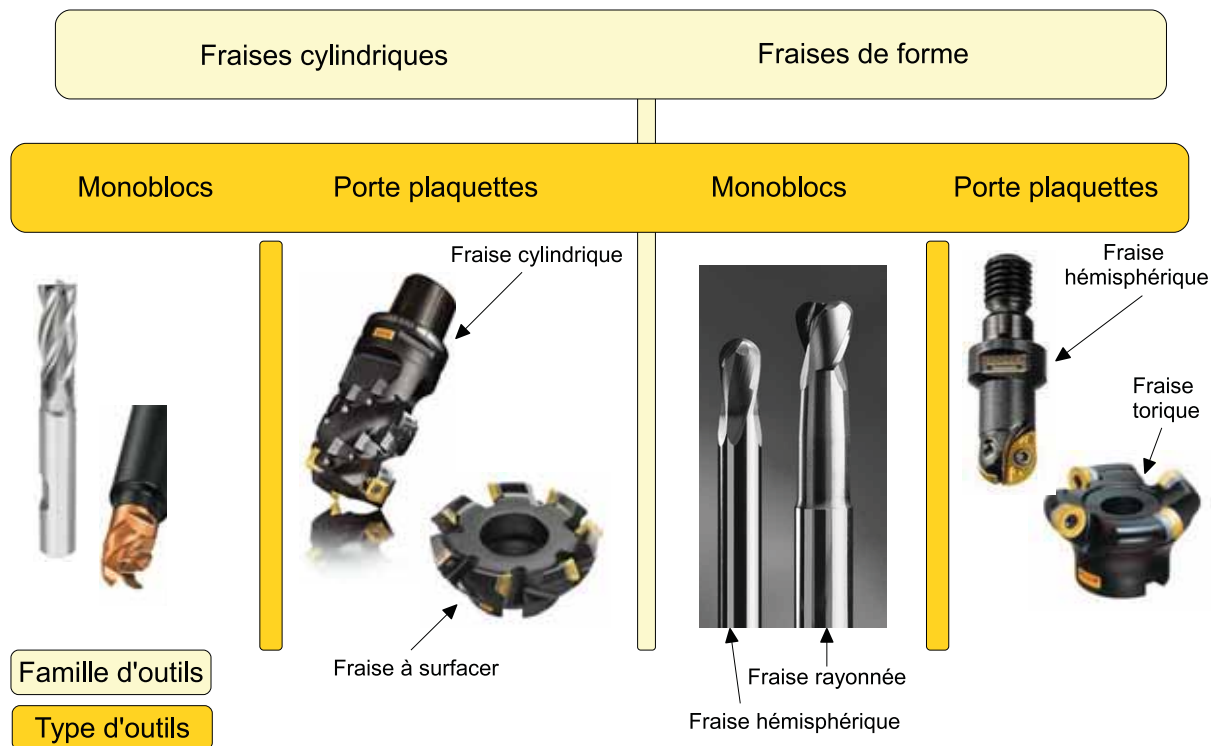 Fraises cylindriques
Fraises de forme
Monoblocs
Porte plaquettes
Monoblocs
Porte plaquettes
Fraise cylindrique
Fraise à surfacer
Fraise rayonnée
Fraise hémisphérique
Fraise
hémisphérique
Fraise
torique
Famille d'outils
Type d'outils